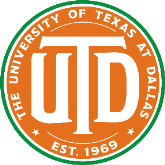 THE UNIVERSITY OF TEXAS AT DALLAS
UTD
EST. 1969